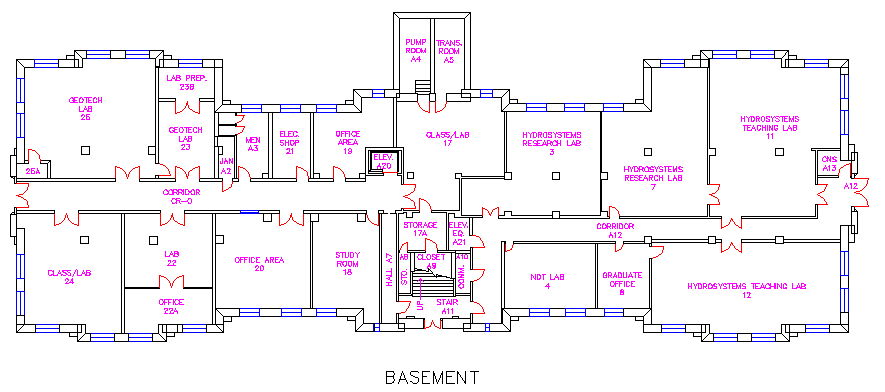 PUMP
ROOM
A4
TRANS.
ROOM
A5
LAB PREP.
23B
GEOTECH
LAB
25
GEOTECH
LAB
23
MEN
A3
ELEC.
SHOP
21
OFFICE
AREA
19
CLASS/LAB
17
HYDROSYSTEMS
RESEARCH LAB
3
HYDROSYSTEMS
TEACHING LAB
11
JAN
A2
ELEV.
A20
HYDROSYSTEMS
RESEARCH LAB
7
25A
A13
A12
CORRIDOR
CR-0
STORAGE
17A
ELEV.
EQ.
A21
CORRIDOR
A12
LAB
22
OFFICE AREA
20
STUDY
ROOM
18
HALL A7
A8
STO.
CLOSET
A9
A10
COMM.
CLASS/LAB
24
NDT LAB
4
GRADUATE
OFFICE
8
HYDROSYSTEMS TEACHING LAB
12
OFFICE
22A
UP
STAIR
A11
BASEMENT